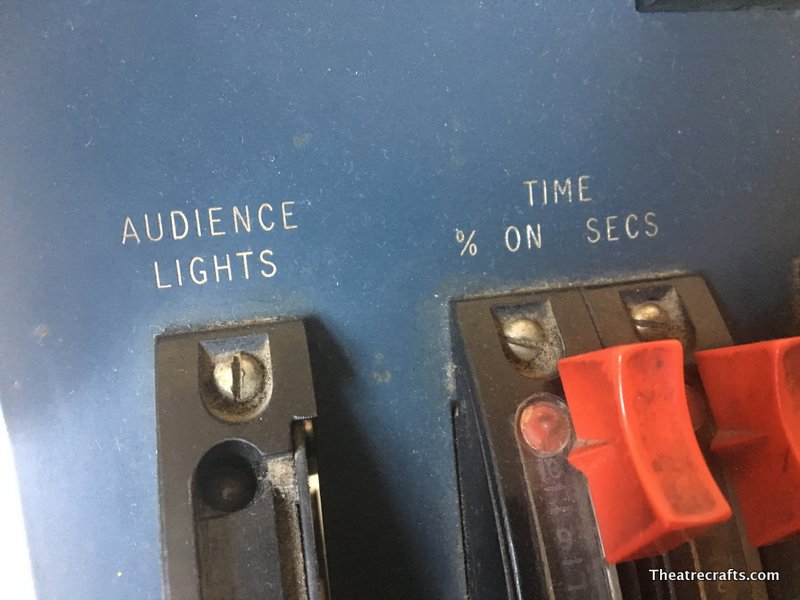 AUDIENCE
LIGHTS
TIME
% ON SECS
Theatrecrafts.com